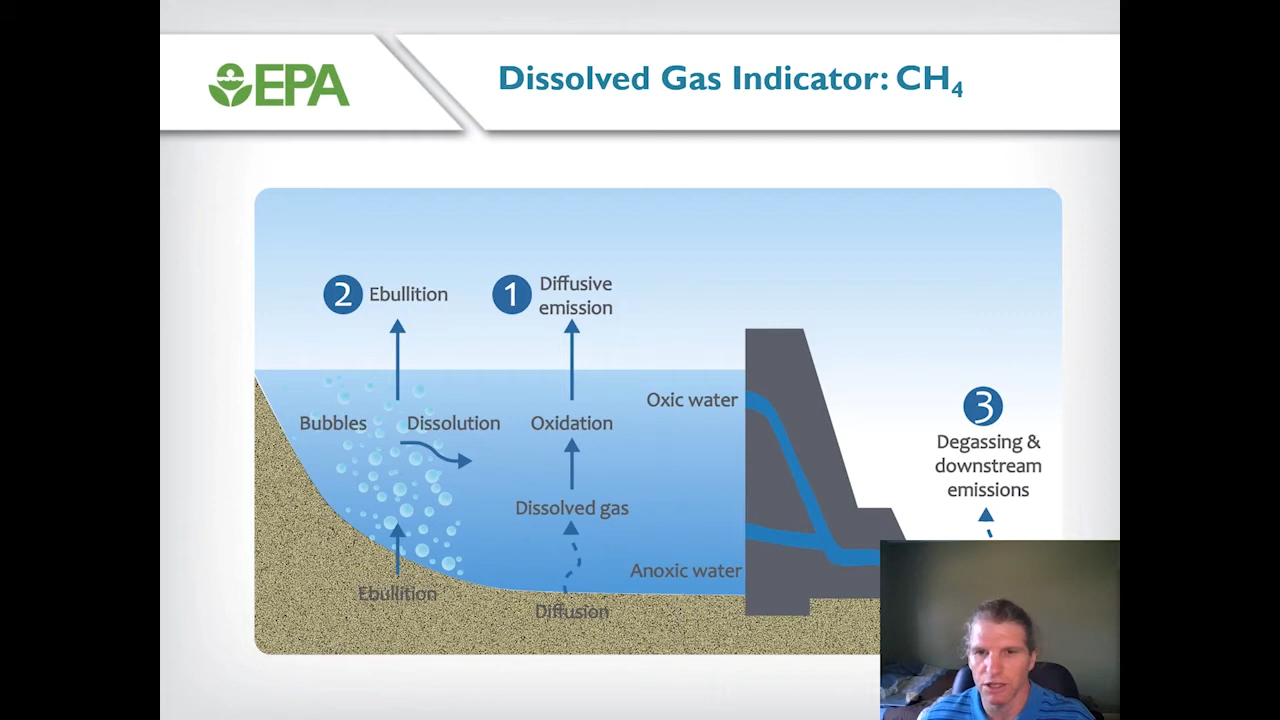 EPA
Dissolved Gas Indicator: CH₄
2 Ebullition
1 Diffusive
emission
Oxic water
3
Bubbles
Dissolution
Oxidation
Degassing &
downstream
emissions
Dissolved gas
Anoxic water
Ebullition
Diffusion